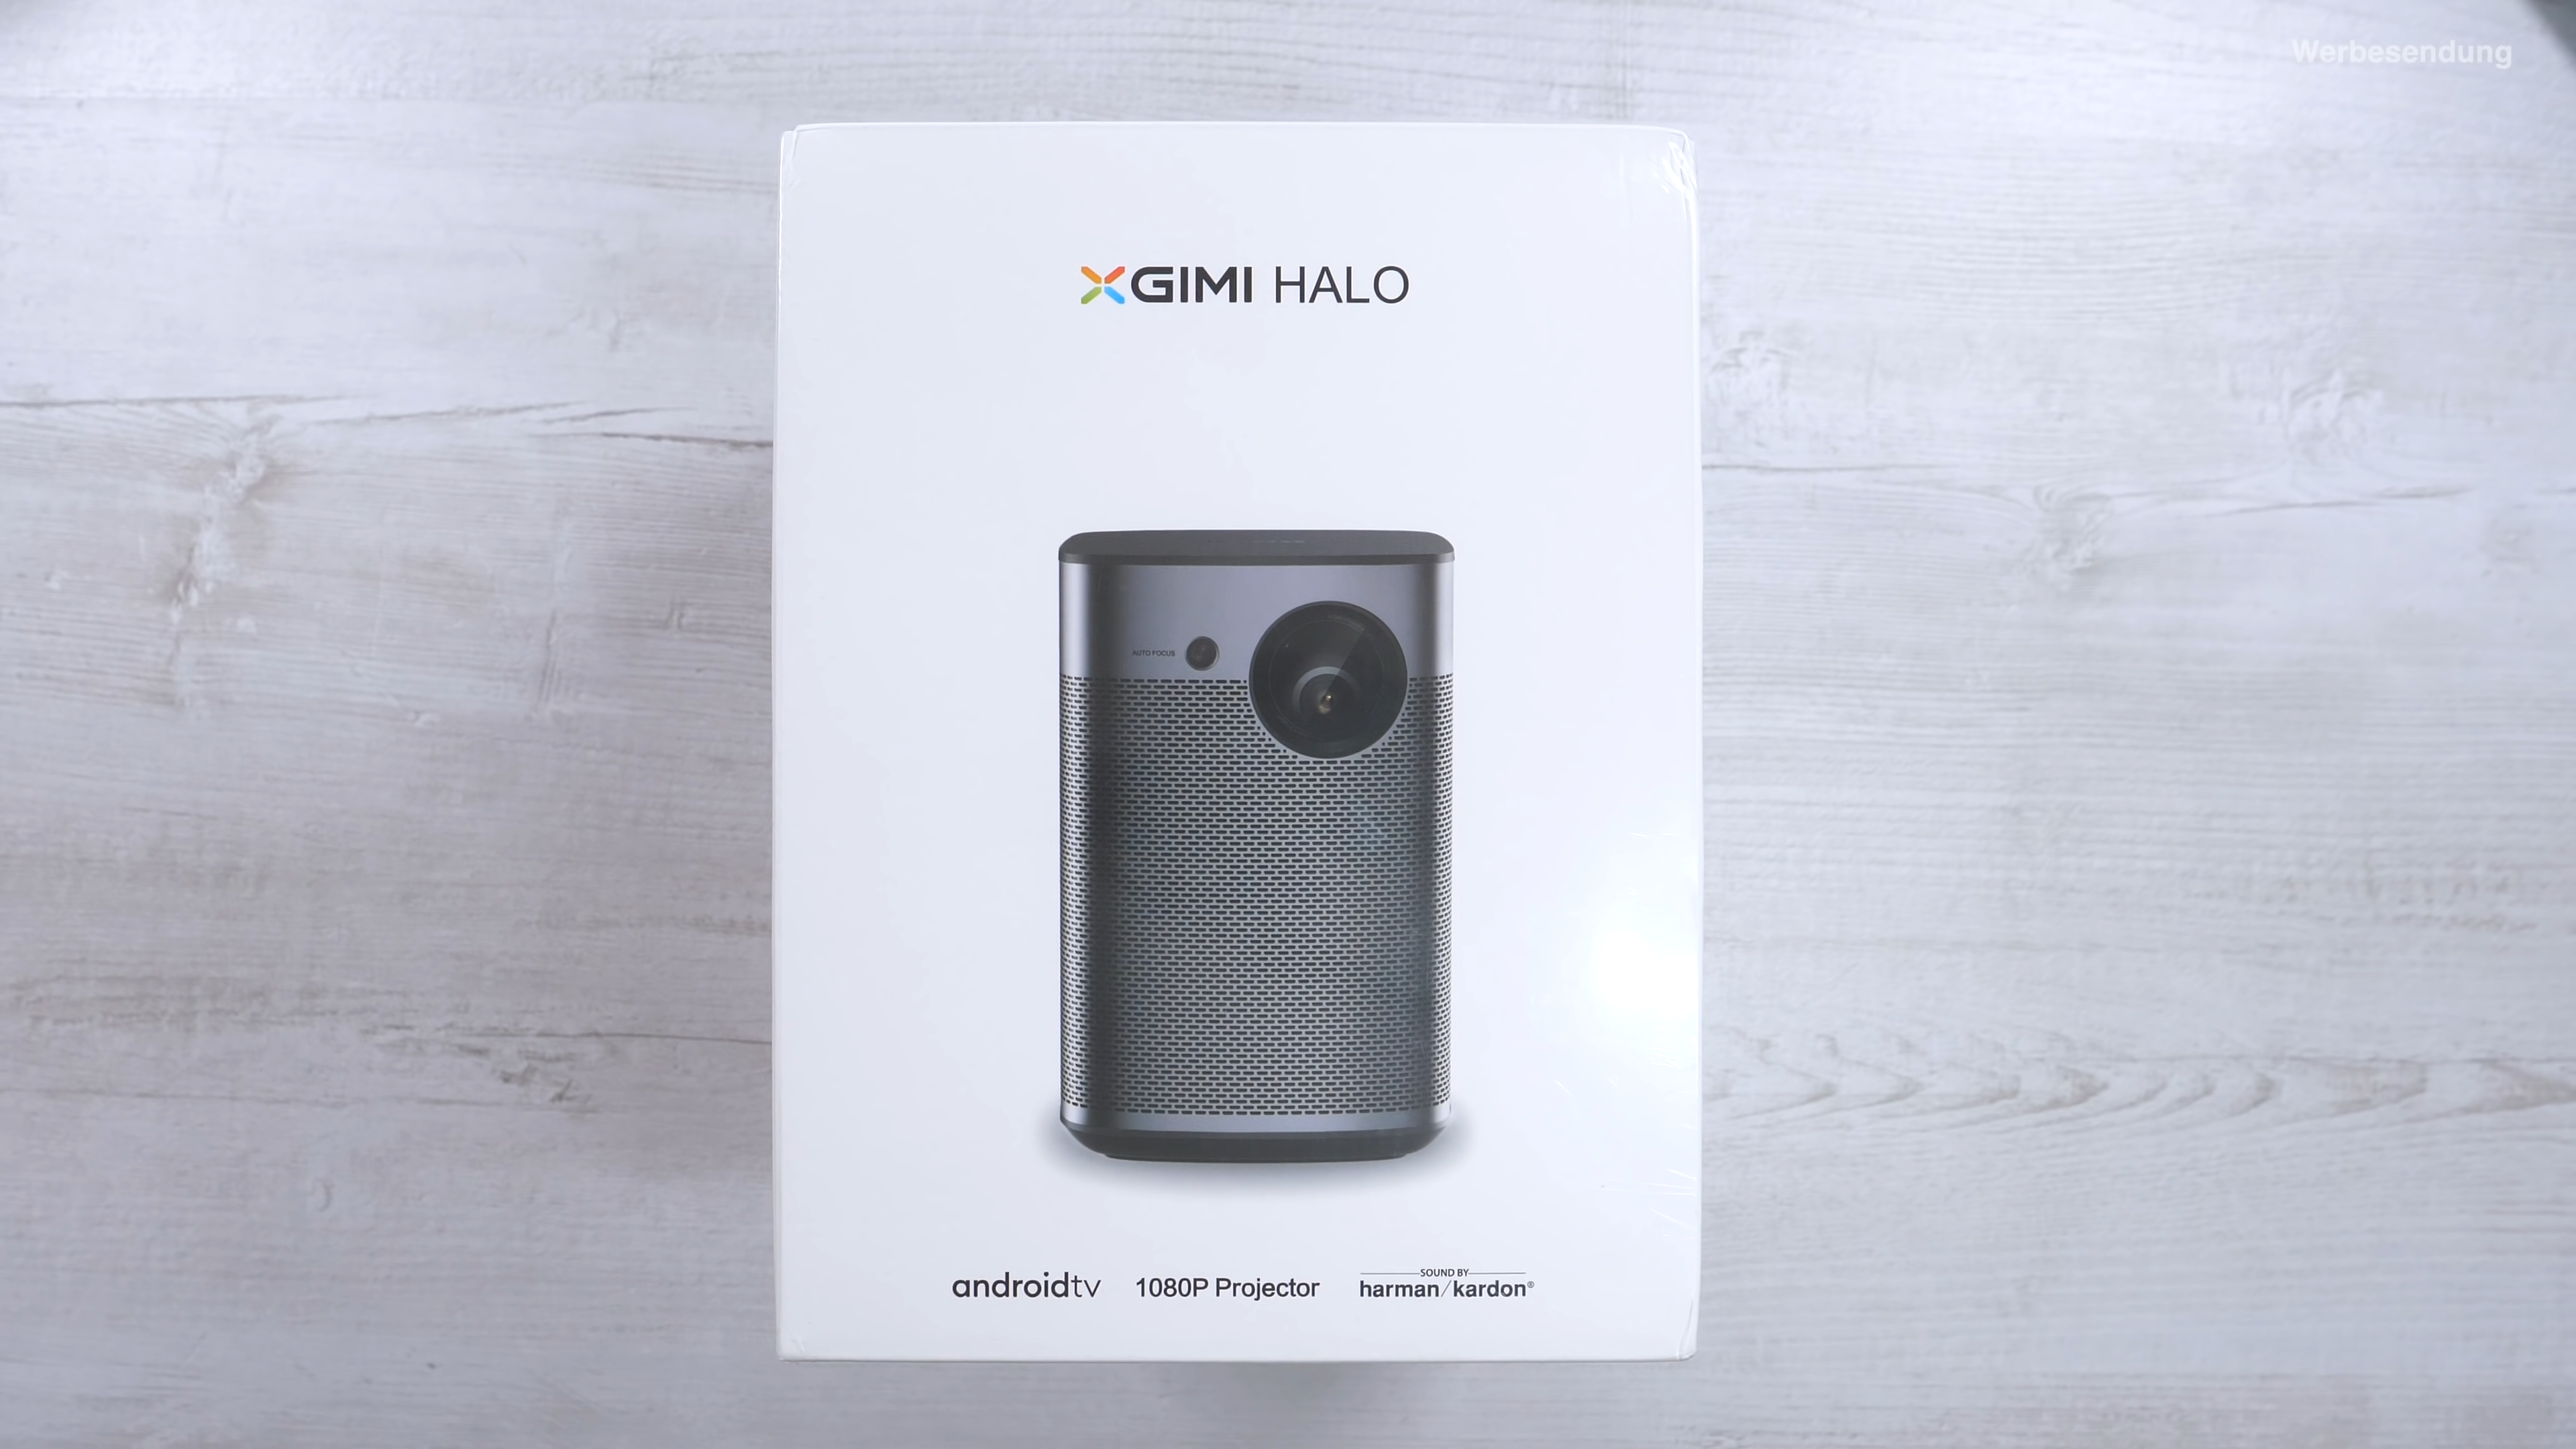 Werbesendung
XGIMI HALO
AUTO FOCUS
androidtv
1080P Projector
SOUND BY
harman/kardon®